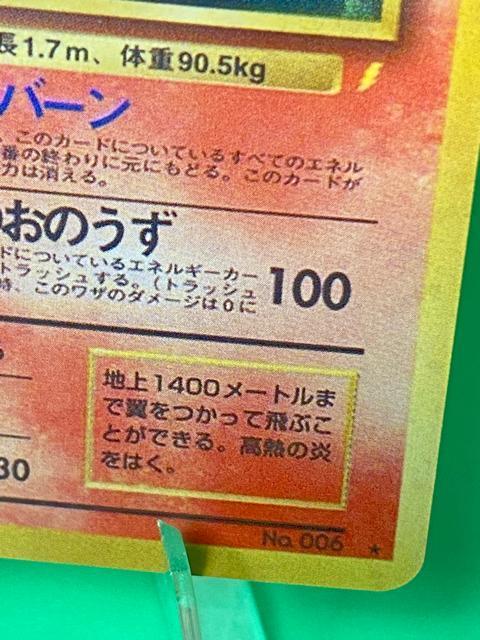 長1.7m、体重90.5kg
バーン
、このカードについているすべてのエネル
番の終わりに元にもどる。このカードが
力は消える。
おのうず
ドについているエネルギーカー
トラッシュする。(トラッシュ
時、このワザのダメージは0に
100
地上1400メートルま
で翼をつかって飛ぶこ
とができる。高熱の炎
をはく。
30
No. 006 ★